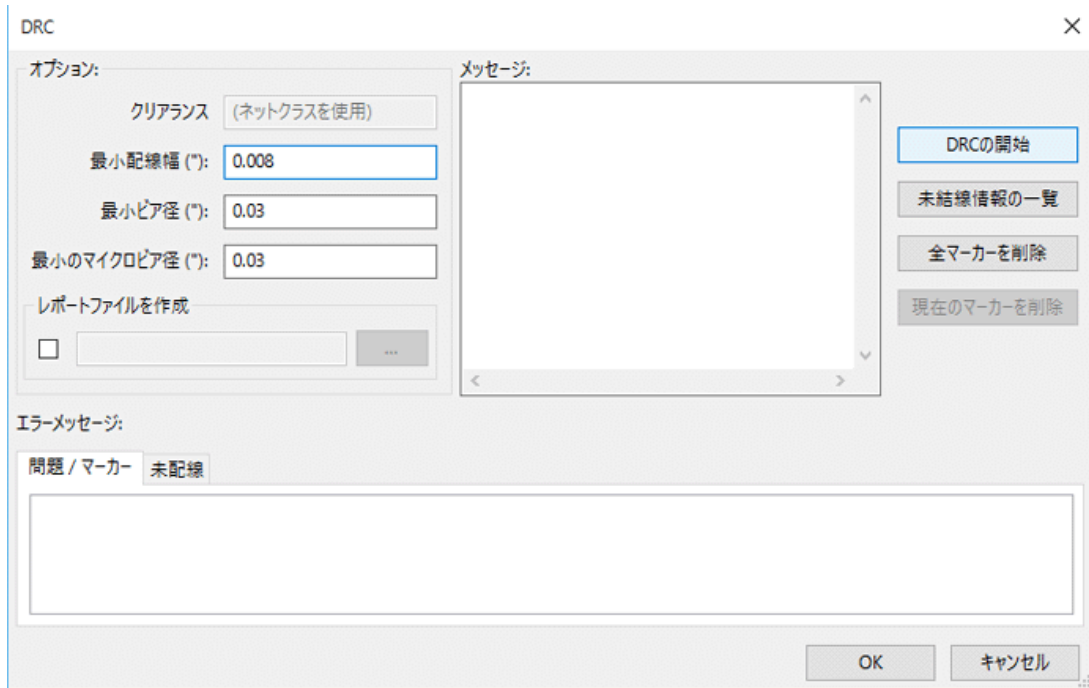 DRC
オプション:
クリアランス (ネットクラスを使用)
最小配線幅 ("): 0.008
最小ビア径 ("): 0.03
最小のマイクロビア径 ("): 0.03
レポートファイルを作成
...
メッセージ:
DRCの開始
未結線情報の一覧
全マーカーを削除
現在のマーカーを削除
エラーメッセージ:
問題 / マーカー 未配線
OK キャンセル